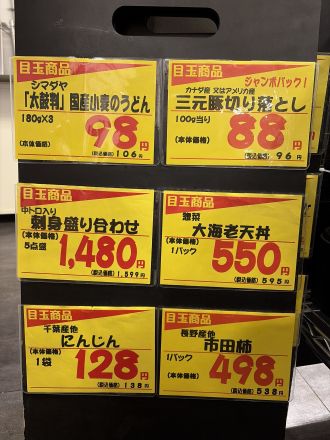 目玉商品
シマダヤ
「太鼓判」国産小麦のうどん
180g×3
(本体価格) 98円
(税込価格) 106円
目玉商品 ジャンボパック!
カナダ産 又はアメリカ産
三元豚切り落とし
100g当り
(本体価格) 88円
(税込価格) 96円
目玉商品
中トロ入り
刺身盛り合わせ
(本体価格)
5点盛 1,480円
(税込価格) 1,599円
目玉商品
惣菜
大海老天丼
(本体価格)
1パック 550円
(税込価格) 595円
目玉商品
千葉産他
にんじん
(本体価格)
1袋 128円
(税込価格) 138円
目玉商品
長野産他
市田柿
(本体価格)
1パック 498円
(税込価格) 538円